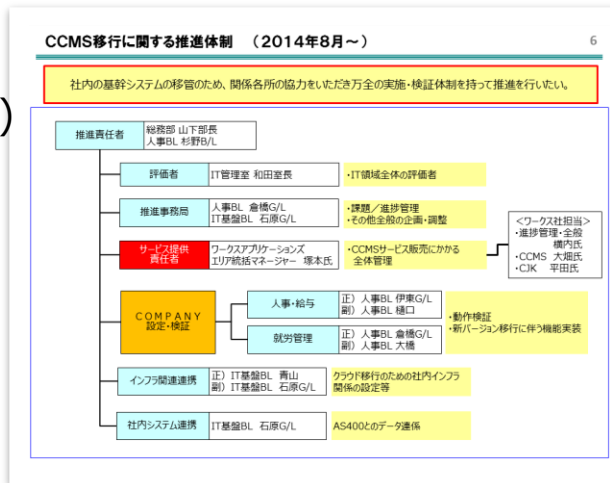 CCMS移行に関する推進体制 （2014年8月～）
6
社内の基幹システムの移管のため、関係各所の協力をいただき万全の実施・検証体制を持って推進を行いたい。
)
推進責任者
総務部 山下部長
人事BL 杉野B/L
評価者
IT管理室 和田室長
・IT領域全体の評価者
推進事務局
人事BL 倉橋G/L
IT基盤BL 石原G/L
・課題／進捗管理
・その他全般の企画・調整
サービス提供
責任者
ワークスアプリケーションズ
エリア統括マネージャー 塚本氏
・CCMSサービス販売にかかる
全体管理
＜ワークス社担当＞
・進捗管理・全般
横内氏
・CCMS 大畑氏
・CJK 平田氏
COMPANY
設定・検証
人事・給与
正）人事BL 伊東G/L
副）人事BL 樋口
就労管理
正）人事BL 倉橋G/L
副）人事BL 大橋
・動作検証
・新バージョン移行に伴う機能実装
インフラ関連連携
正）IT基盤BL 青山
副）IT基盤BL 石原G/L
クラウド移行のための社内インフラ
関係の設定等
社内システム連携
IT基盤BL 石原G/L
AS400とのデータ連係